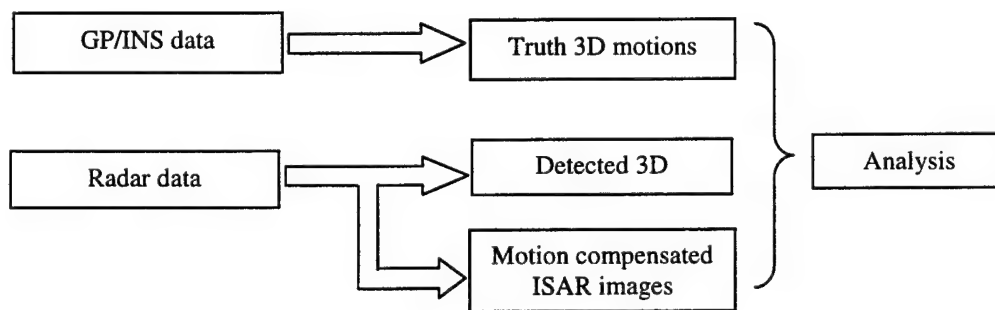 GP/INS data
Truth 3D motions
Radar data
Detected 3D
Analysis
Motion compensated
ISAR images